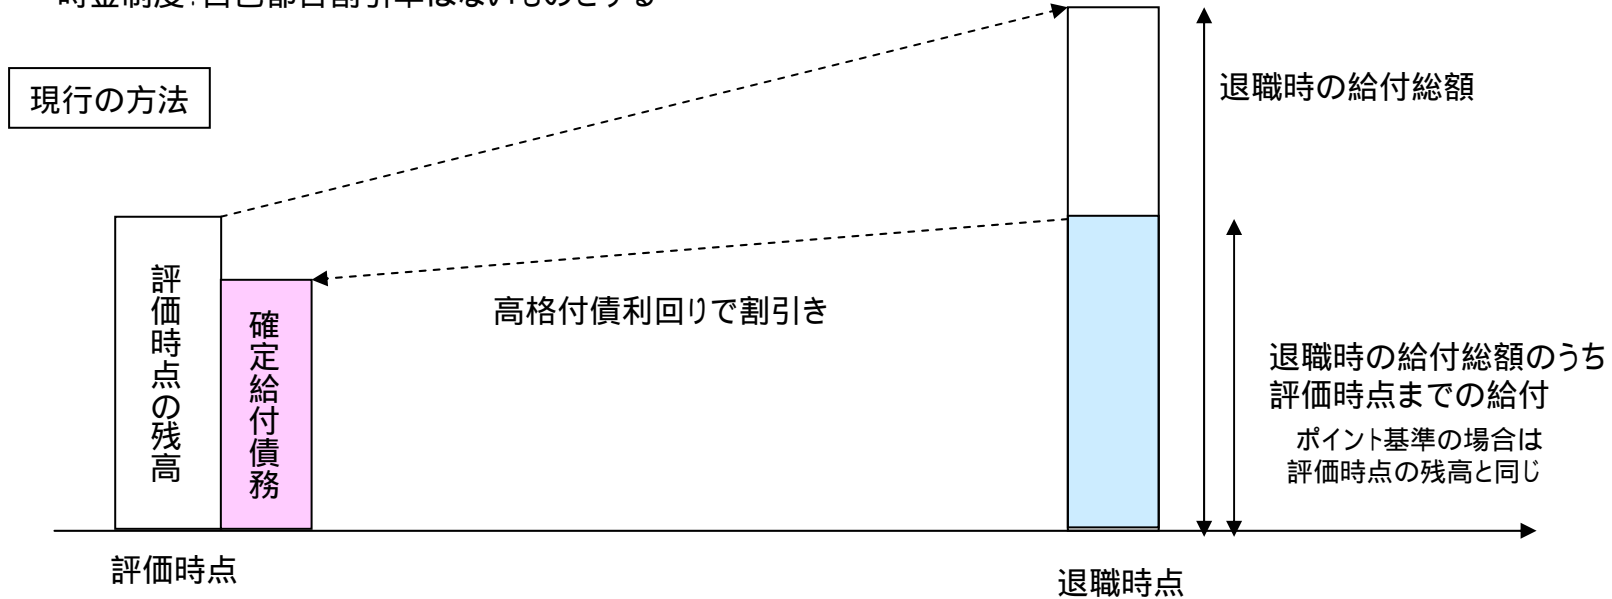 現行の方法
退職時の給付総額
評価時点の残高
確定給付債務
高格付債利回りで割引き
退職時の給付総額のうち
評価時点までの給付
ポイント基準の場合は
評価時点の残高と同じ
評価時点
退職時点